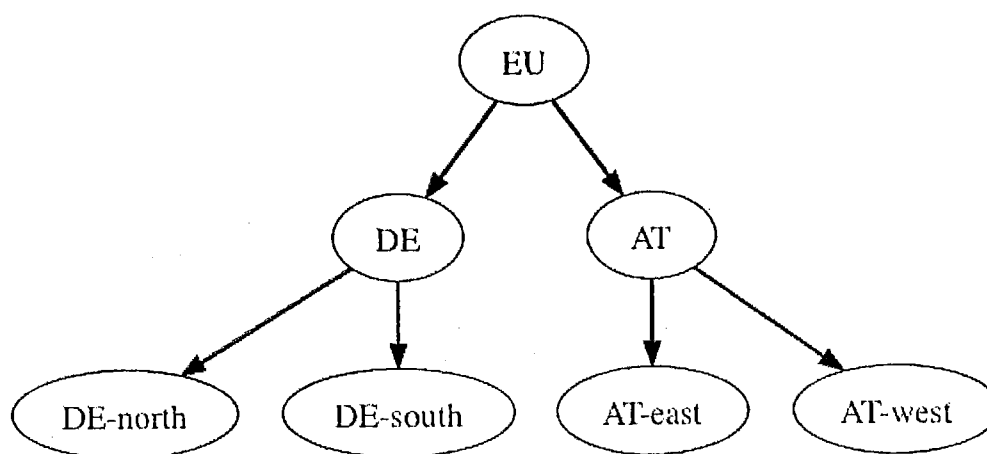 EU
DE
AT
DE-north
DE-south
AT-east
AT-west